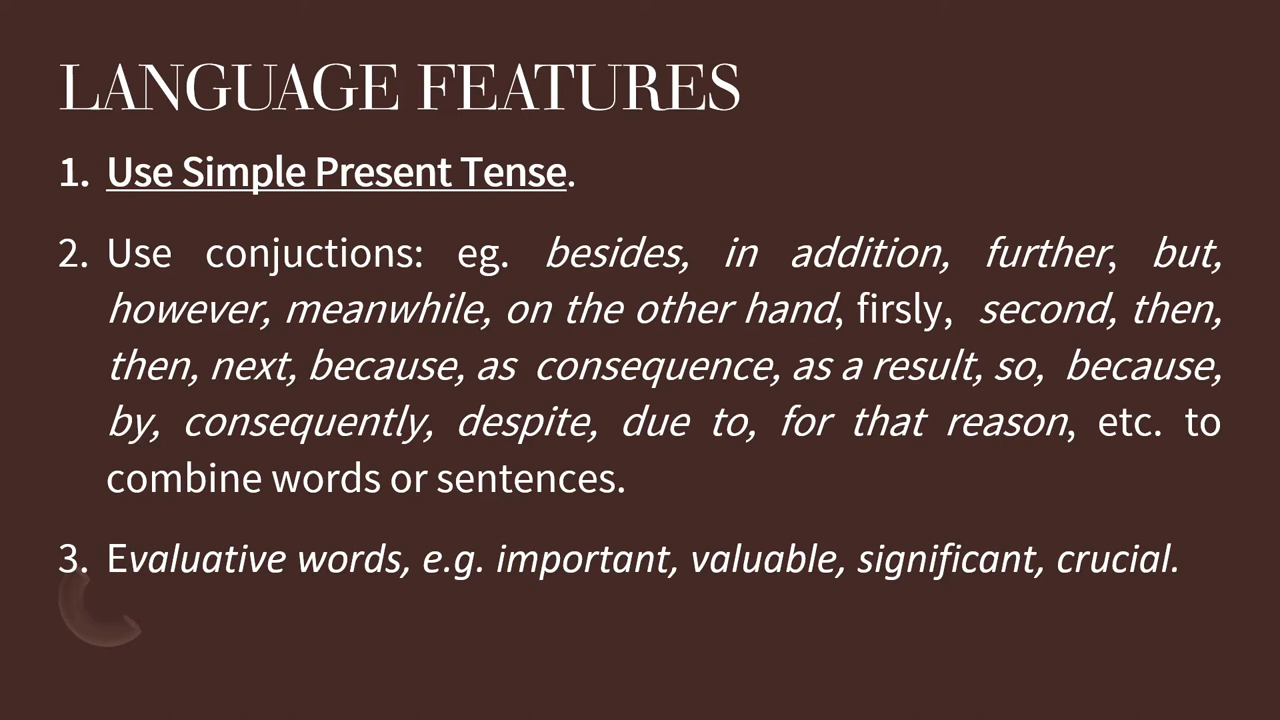 LANGUAGE FEATURES
1. Use Simple Present Tense.
2. Use conjuctions: eg. besides, in addition, further, but,
however, meanwhile, on the other hand, firsly, second, then,
then, next, because, as consequence, as a result, so, because,
by, consequently, despite, due to, for that reason, etc. to
combine words or sentences.
3. Evaluative words, e.g. important, valuable, significant, crucial.